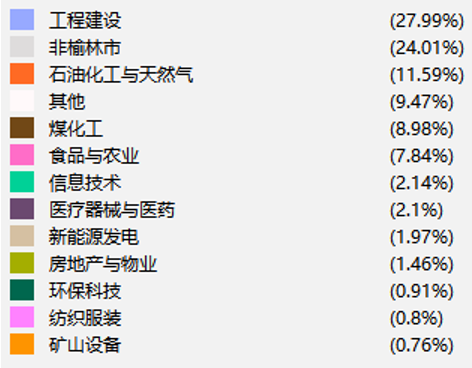 工程建设 (27.99%)
非榆林市 (24.01%)
石油化工与天然气 (11.59%)
其他 (9.47%)
煤化工 (8.98%)
食品与农业 (7.84%)
信息技术 (2.14%)
医疗器械与医药 (2.1%)
新能源发电 (1.97%)
房地产与物业 (1.46%)
环保科技 (0.91%)
纺织服装 (0.8%)
矿山设备 (0.76%)